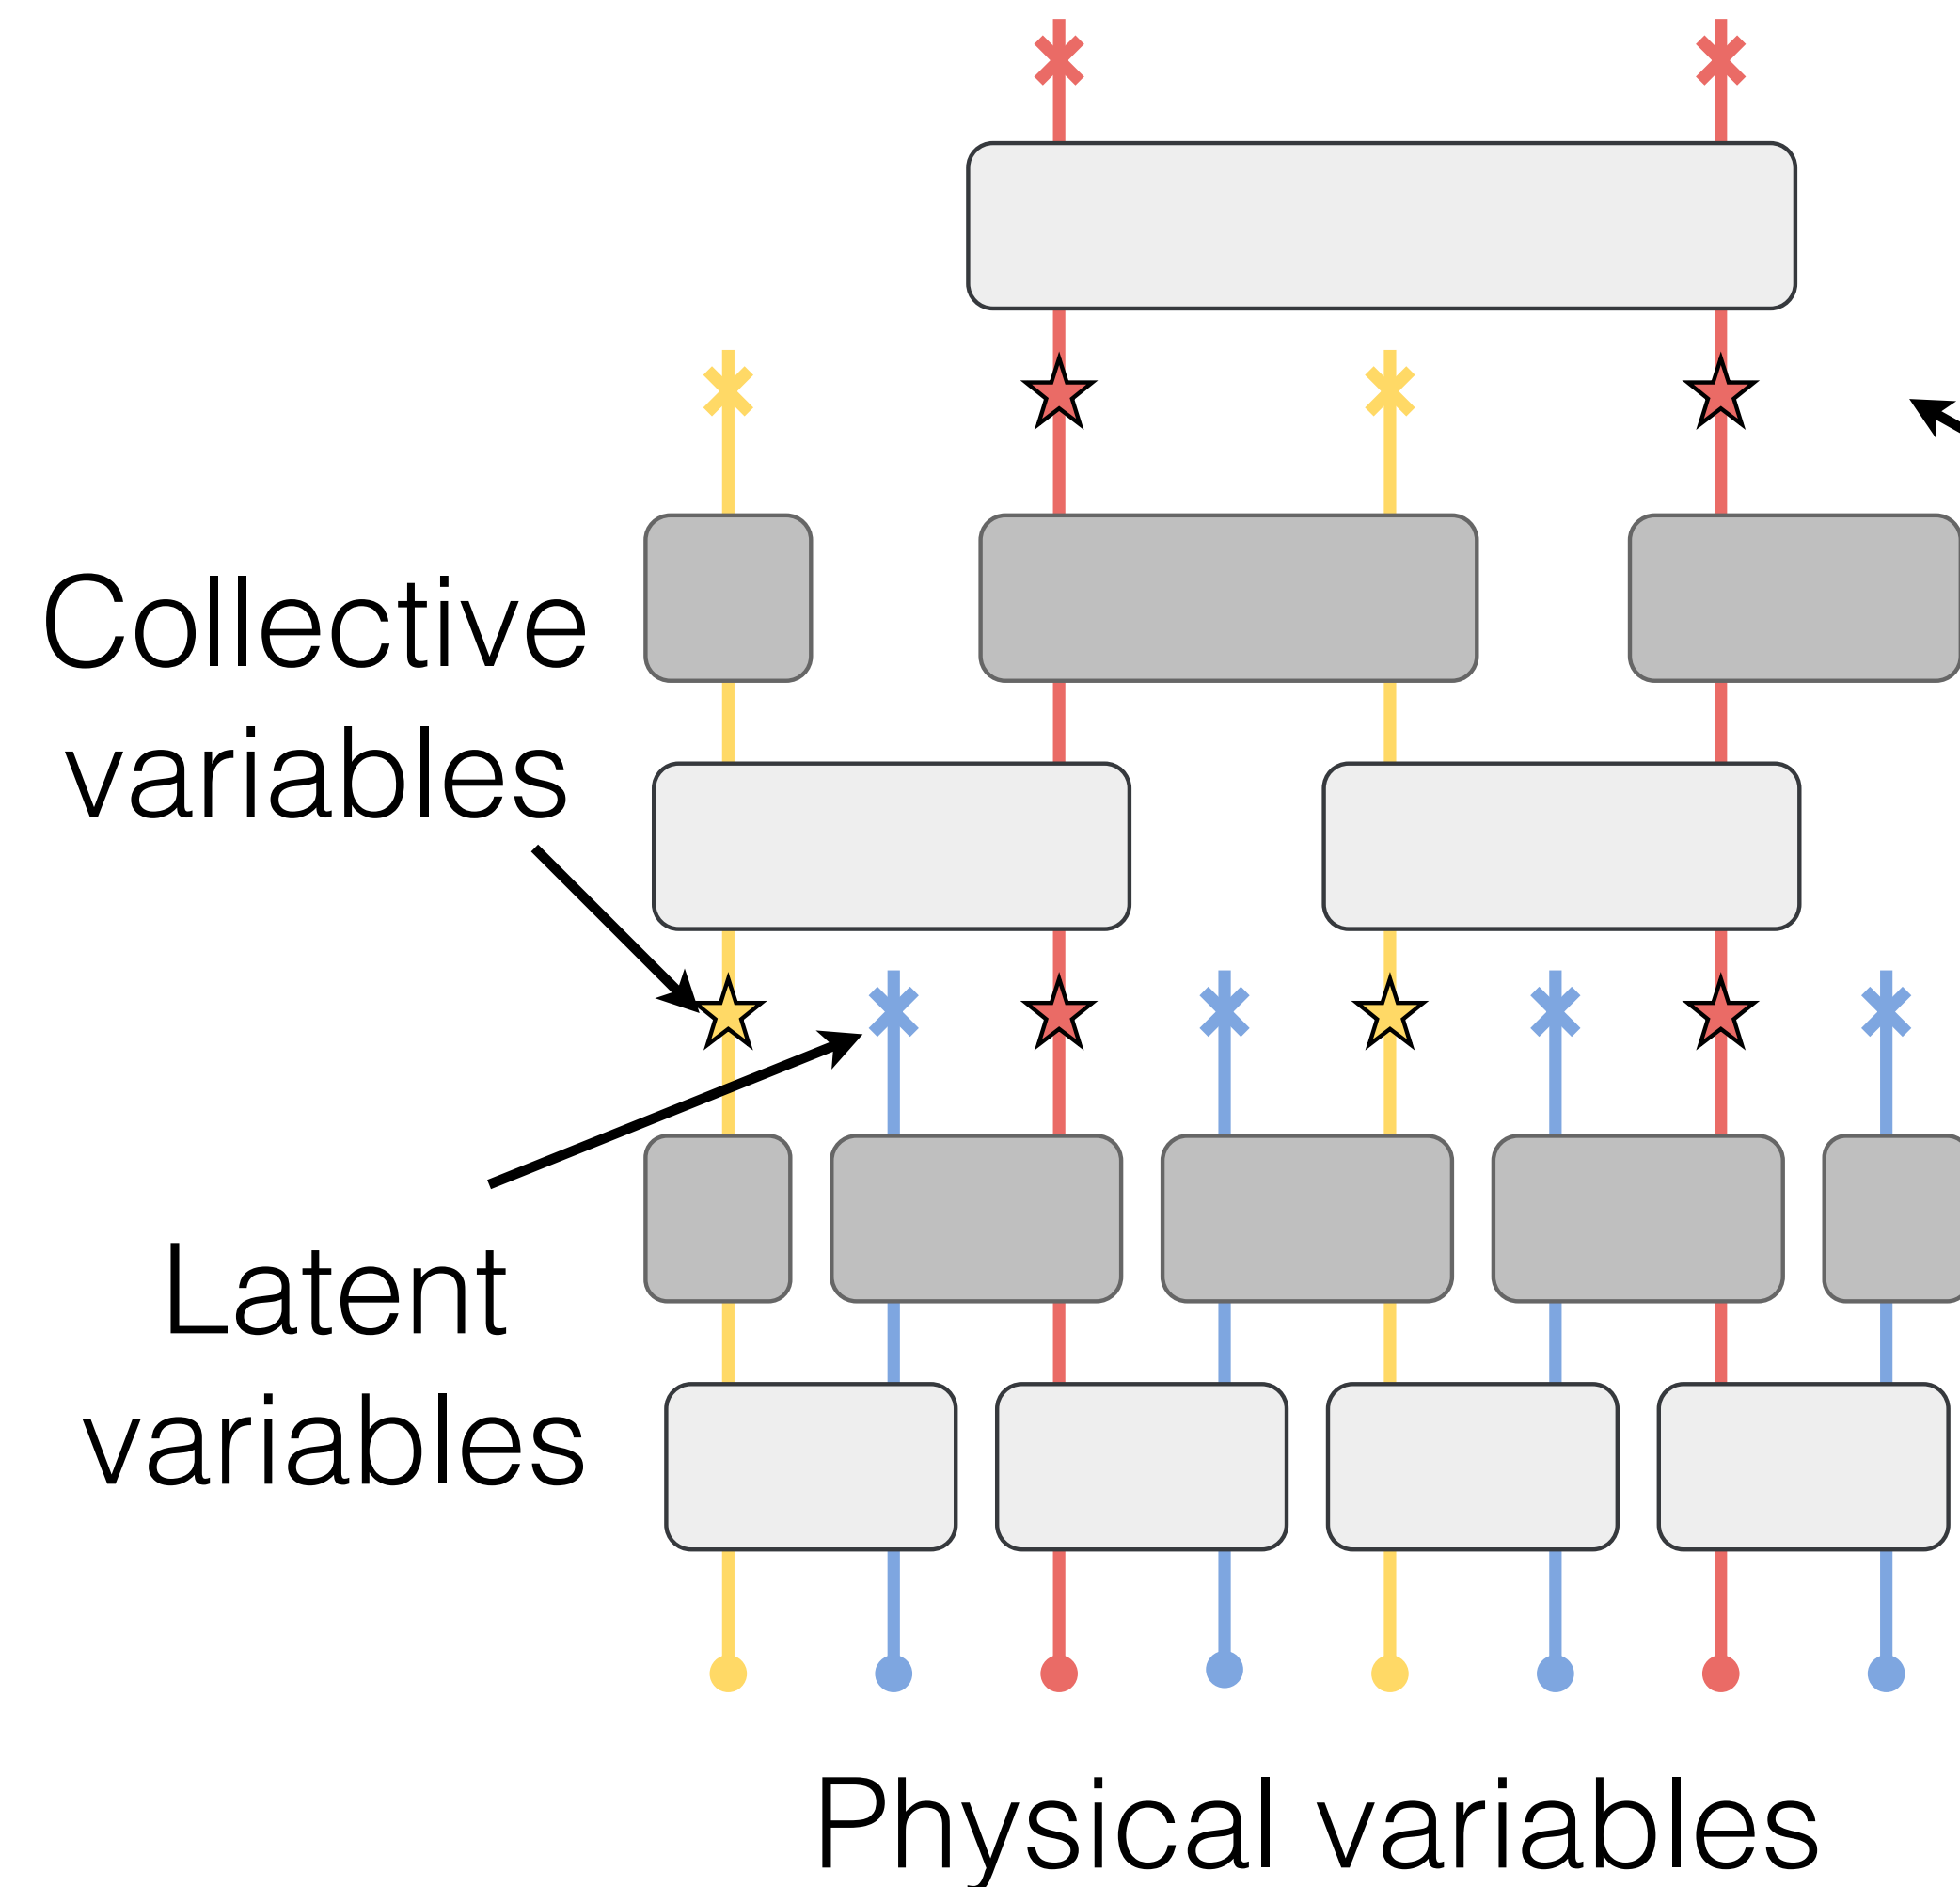 Collective
variables
Latent
variables
Physical variables